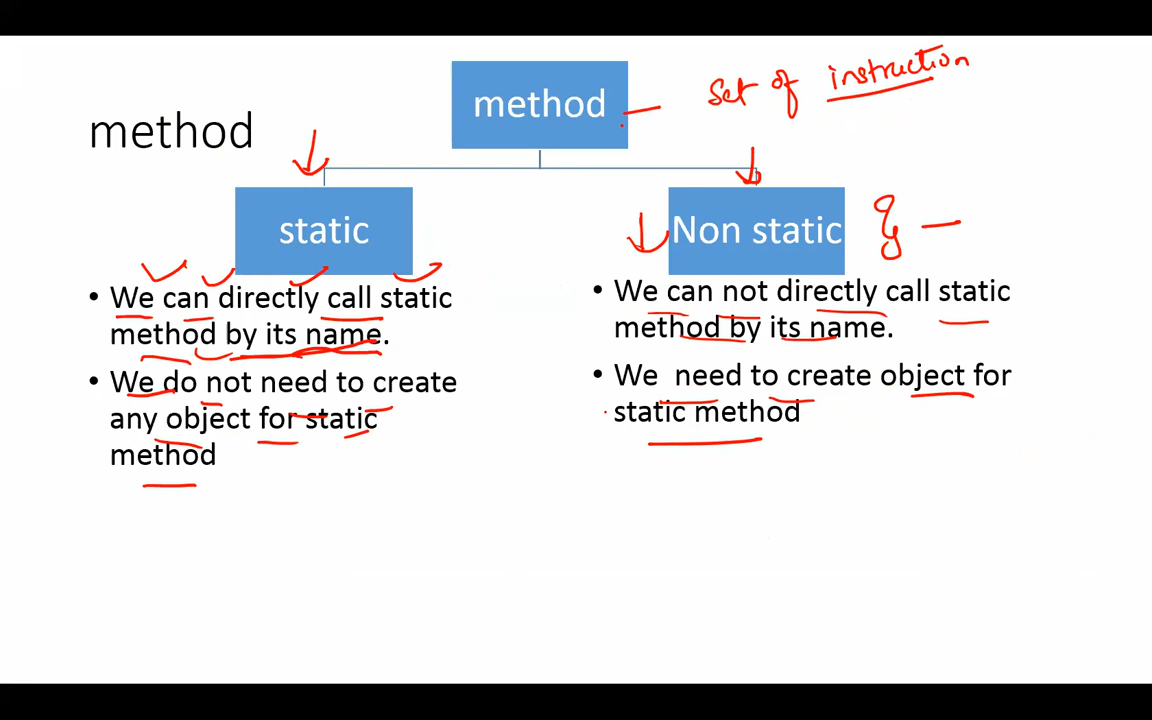 method
set of instruction
method
static
Non static
• We can directly call static
method by its name.
• We do not need to create
any object for static
method
• We can not directly call static
method by its name.
• We need to create object for
static method